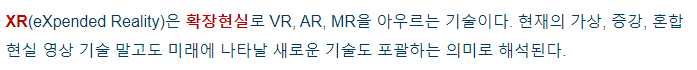 XR(eXpended Reality)은 확장현실로 VR, AR, MR을 아우르는 기술이다. 현재의 가상, 증강, 혼합
현실 영상 기술 말고도 미래에 나타날 새로운 기술도 포괄하는 의미로 해석된다.